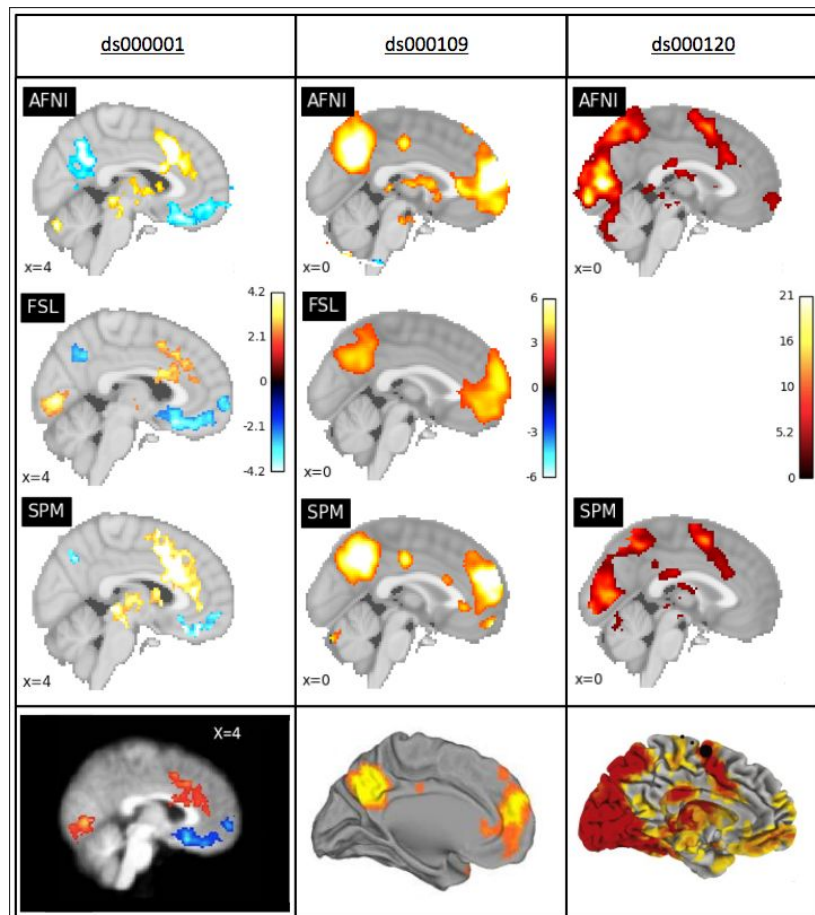 ds000001
ds000109
ds000120
AFNI
AFNI
AFNI
x=4
x=0
x=0
FSL
4.2
2.1
0
-2.1
-4.2
x=4
FSL
6
3
0
-3
-6
x=0
21
16
10
5.2
0
SPM
SPM
SPM
x=4
x=0
x=0
X=4